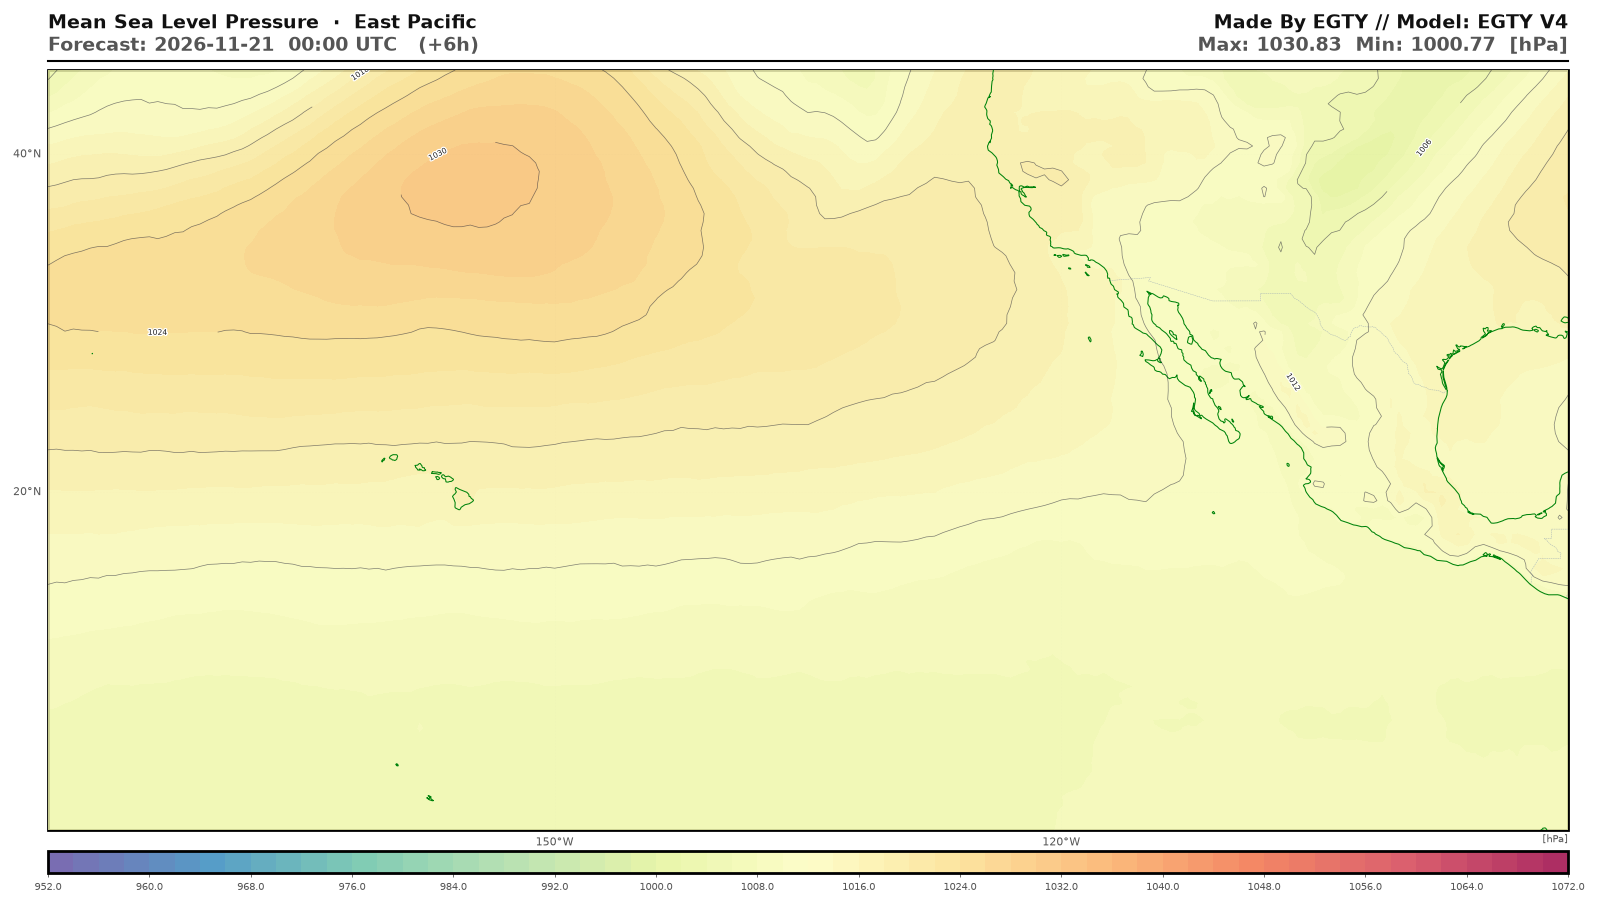 Mean Sea Level Pressure · East Pacific
Made By EGTY // Model: EGTY V4
Forecast: 2026-11-21 00:00 UTC (+6h)
Max: 1030.83 Min: 1000.77 [hPa]
40°N
20°N
1030
1024
1006
1012
150°W
120°W
[hPa]
952.0 960.0 968.0 976.0 984.0 992.0 1000.0 1008.0 1016.0 1024.0 1032.0 1040.0 1048.0 1056.0 1064.0 1072.0